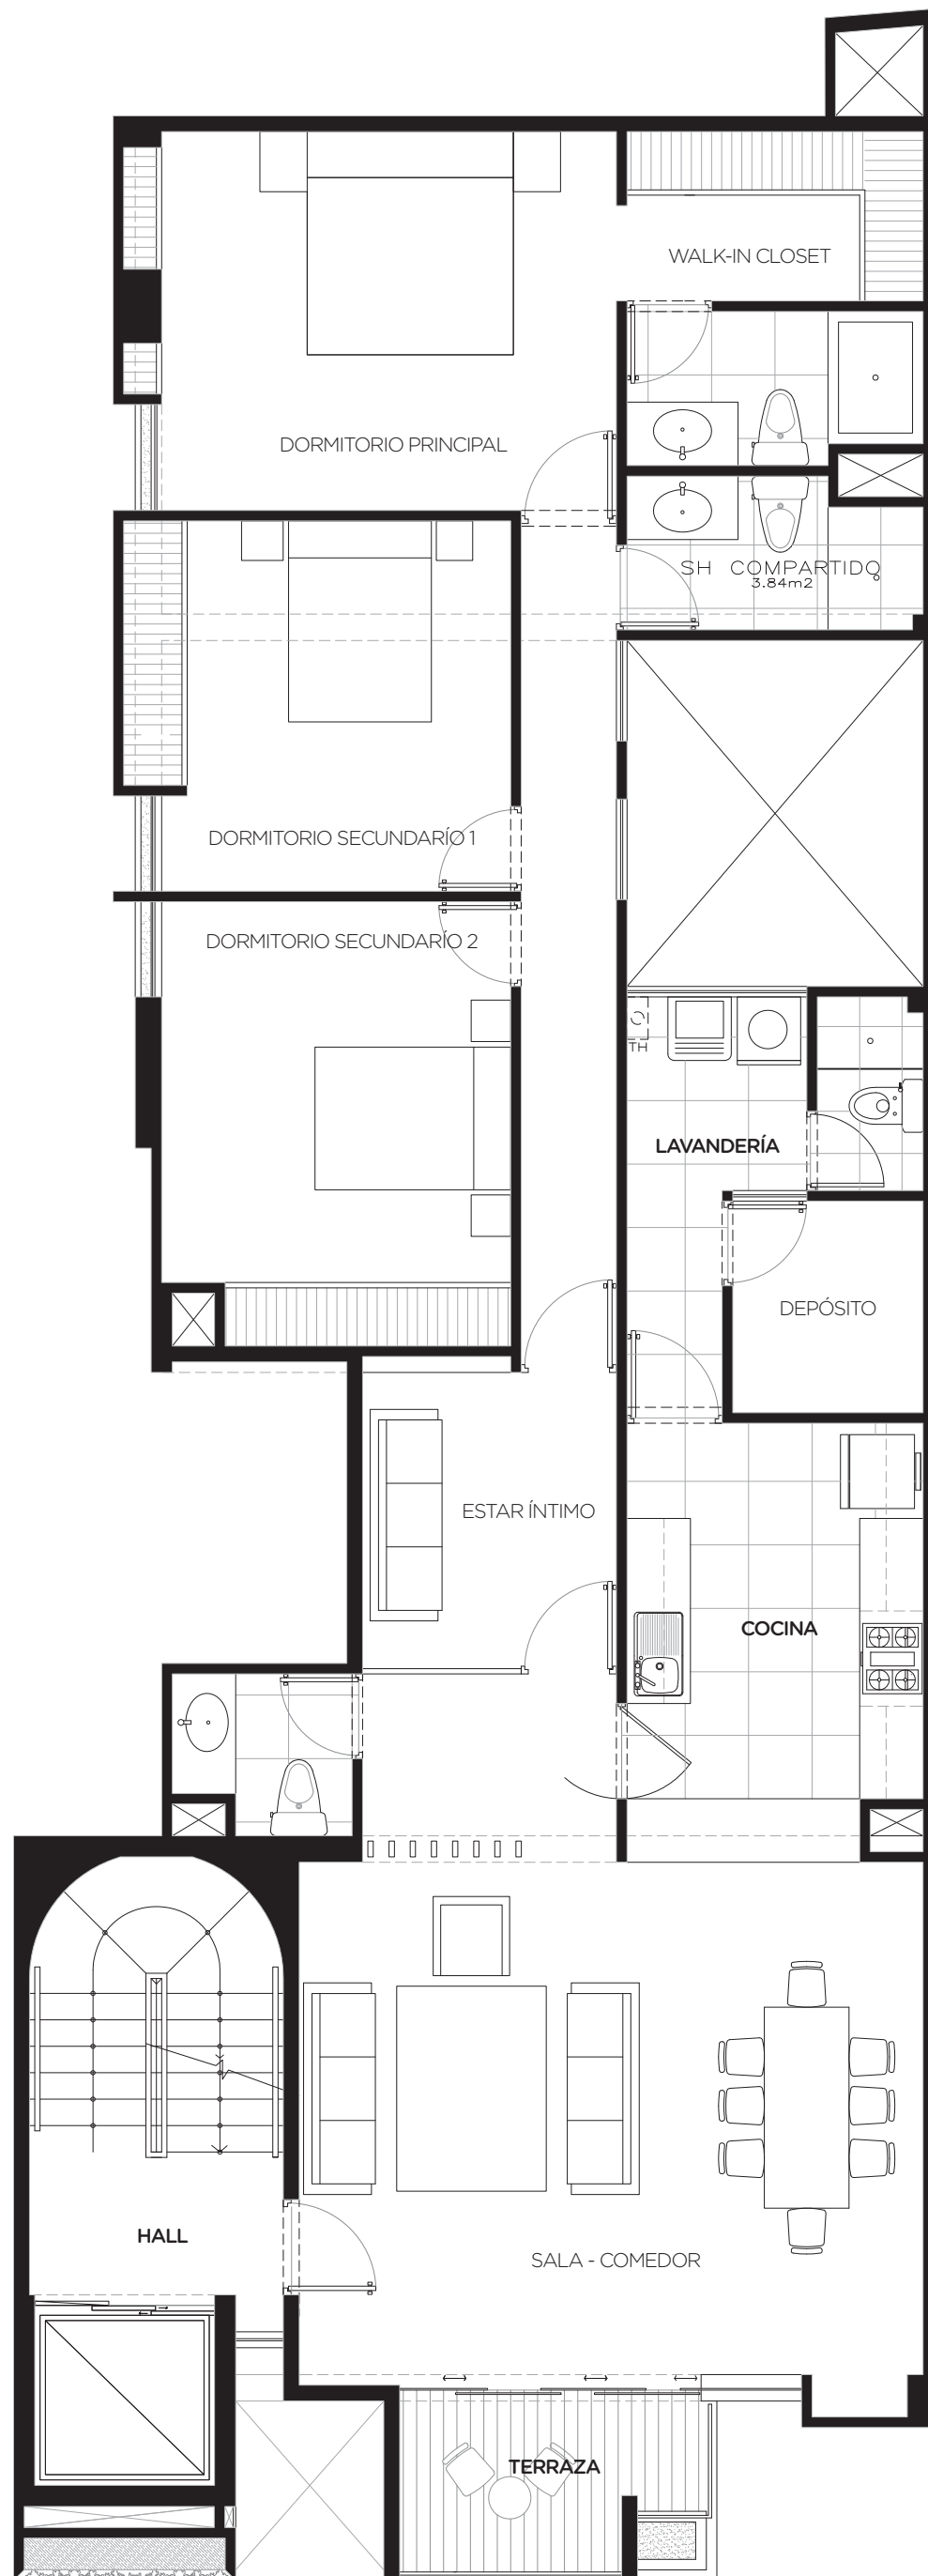 WALK-IN CLOSET
DORMITORIO PRINCIPAL
SH COMPARTIDO
3.84m2
DORMITORIO SECUNDARÍO 1
DORMITORIO SECUNDARÍO 2
TH
LAVANDERÍA
DEPÓSITO
ESTAR ÍNTIMO
COCINA
HALL
SALA - COMEDOR
TERRAZA